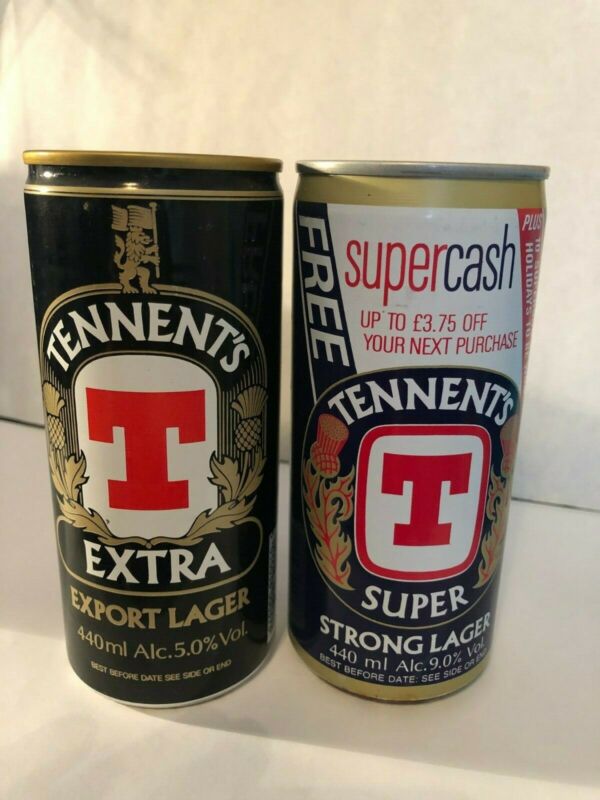 TENNENT'S
T
EXTRA
EXPORT LAGER
440ml Alc.5.0% Vol.
BEST BEFORE DATE SEE SIDE OR END
FREE
supercash
UP TO £3.75 OFF
YOUR NEXT PURCHASE
PLUS
HOLIDAYS TO
TENNENT'S
T
SUPER
STRONG LAGER
440 ml Alc.9.0% Vol.
BEST BEFORE DATE: SEE SIDE OR END